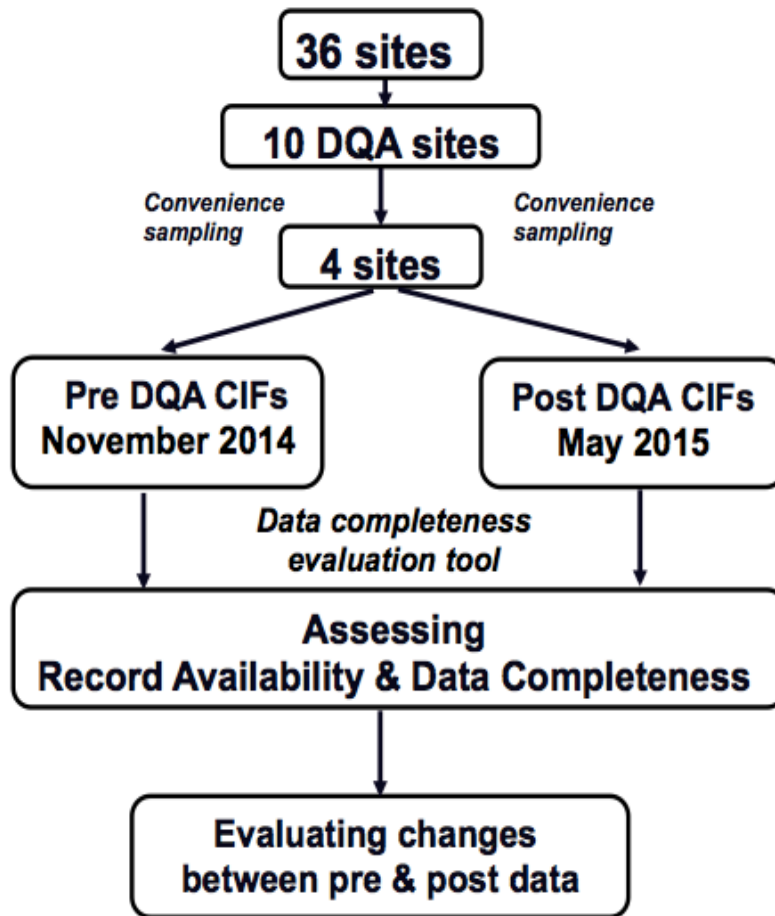 36 sites
10 DQA sites
Convenience
sampling
Convenience
sampling
4 sites
Pre DQA CIFs
November 2014
Post DQA CIFs
May 2015
Data completeness
evaluation tool
Assessing
Record Availability & Data Completeness
Evaluating changes
between pre & post data